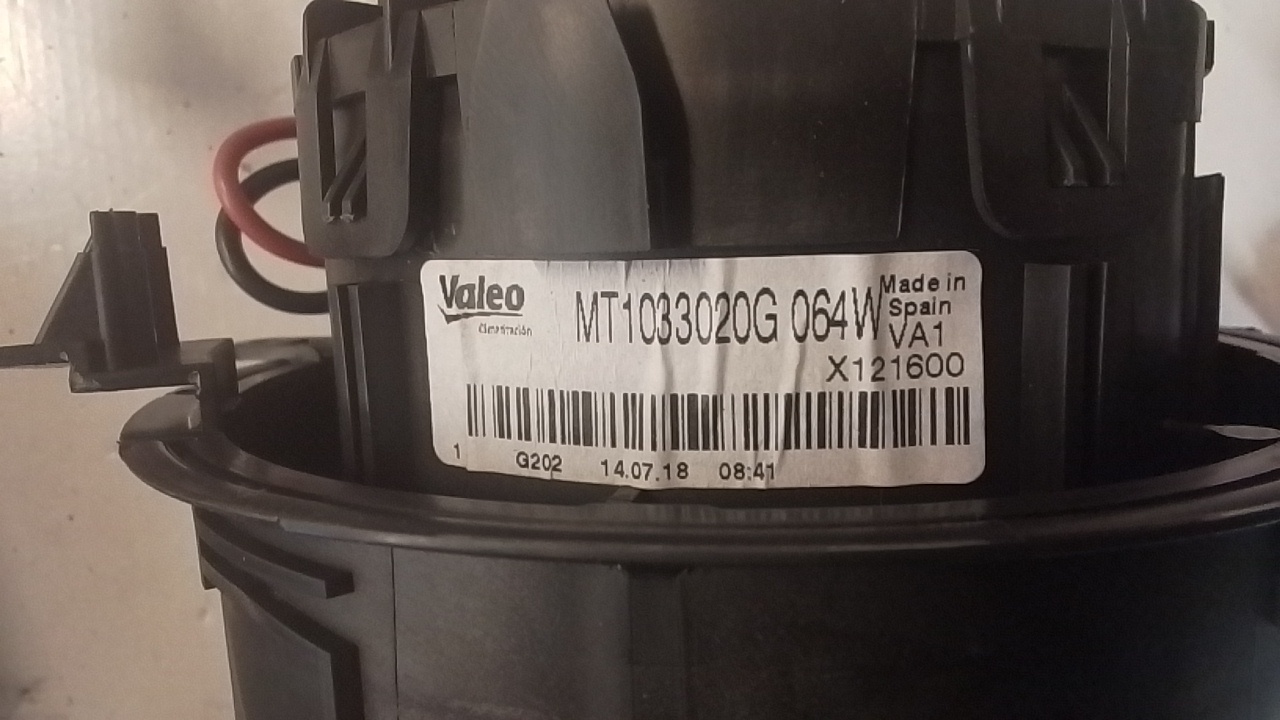 Valeo
Climatización
MT1033020G 064W
Made in
Spain
VA1
X121600
1 G202 14.07.18 08:41